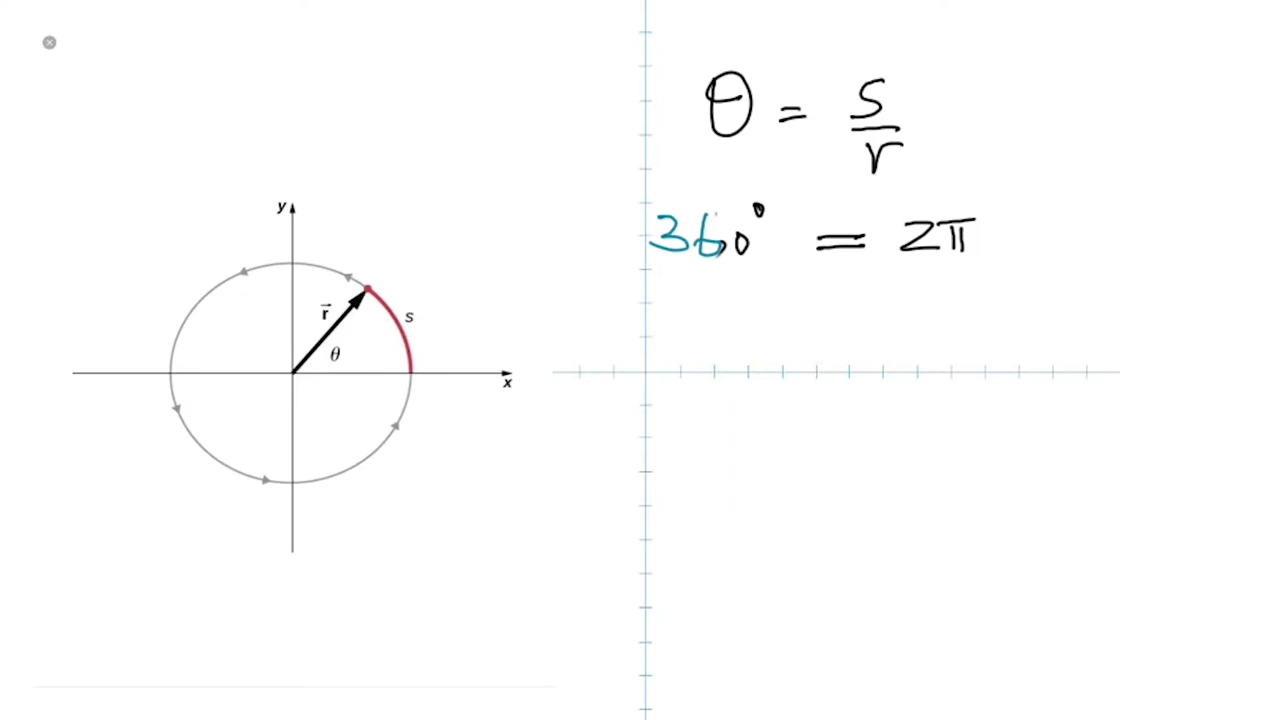 y
r⃗
s
θ
x
θ = s/r
360° = 2π